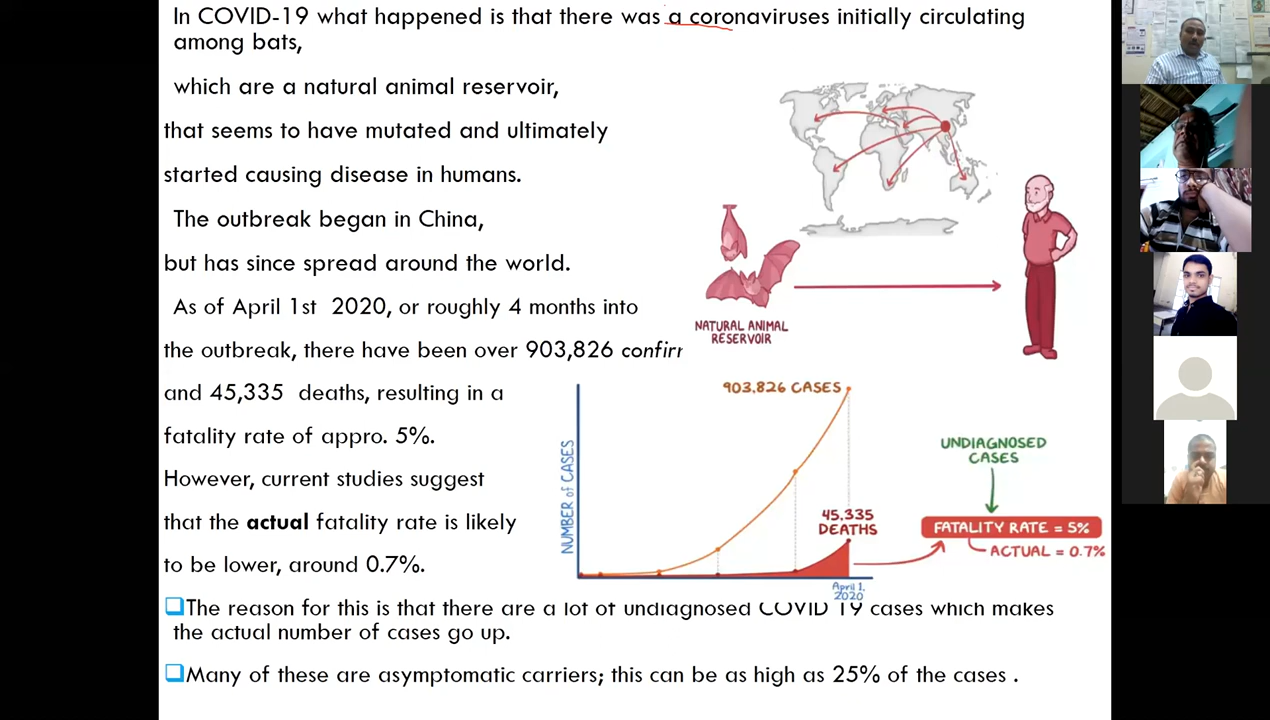 In COVID-19 what happened is that there was a coronaviruses initially circulating
among bats,
which are a natural animal reservoir,
that seems to have mutated and ultimately
started causing disease in humans.
The outbreak began in China,
but has since spread around the world.
As of April 1st 2020, or roughly 4 months into
the outbreak, there have been over 903,826 confirr
and 45,335 deaths, resulting in a
fatality rate of appro. 5%.
However, current studies suggest
that the actual fatality rate is likely
to be lower, around 0.7%.
The reason for this is that there are a lot of undiagnosed COVID 19 cases which makes
the actual number of cases go up.
Many of these are asymptomatic carriers; this can be as high as 25% of the cases .
NATURAL ANIMAL
RESERVOIR
903,826 CASES
NUMBER of CASES
45,335
DEATHS
April 1,
2020
UNDIAGNOSED
CASES
FATALITY RATE = 5%
ACTUAL = 0.7%